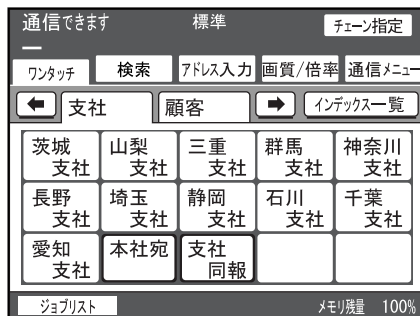 通信できます 標準 チェーン指定
ワンタッチ 検索 アドレス入力 画質/倍率 通信メニュー
支社 顧客 インデックス一覧
茨城 山梨 三重 群馬 神奈川
支社 支社 支社 支社 支社
長野 埼玉 静岡 石川 千葉
支社 支社 支社 支社 支社
愛知 本社宛 支社
支社 同報
ジョブリスト メモリ残量 100%